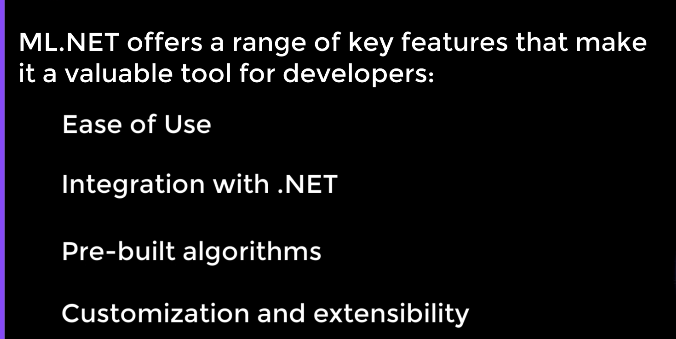 ML.NET offers a range of key features that make
it a valuable tool for developers:
Ease of Use
Integration with .NET
Pre-built algorithms
Customization and extensibility